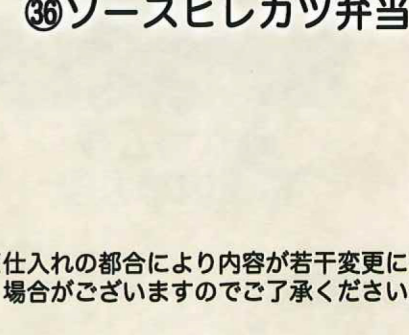 ㊱ソースヒレカツ弁当
仕入れの都合により内容が若干変更に
場合がございますのでご了承ください